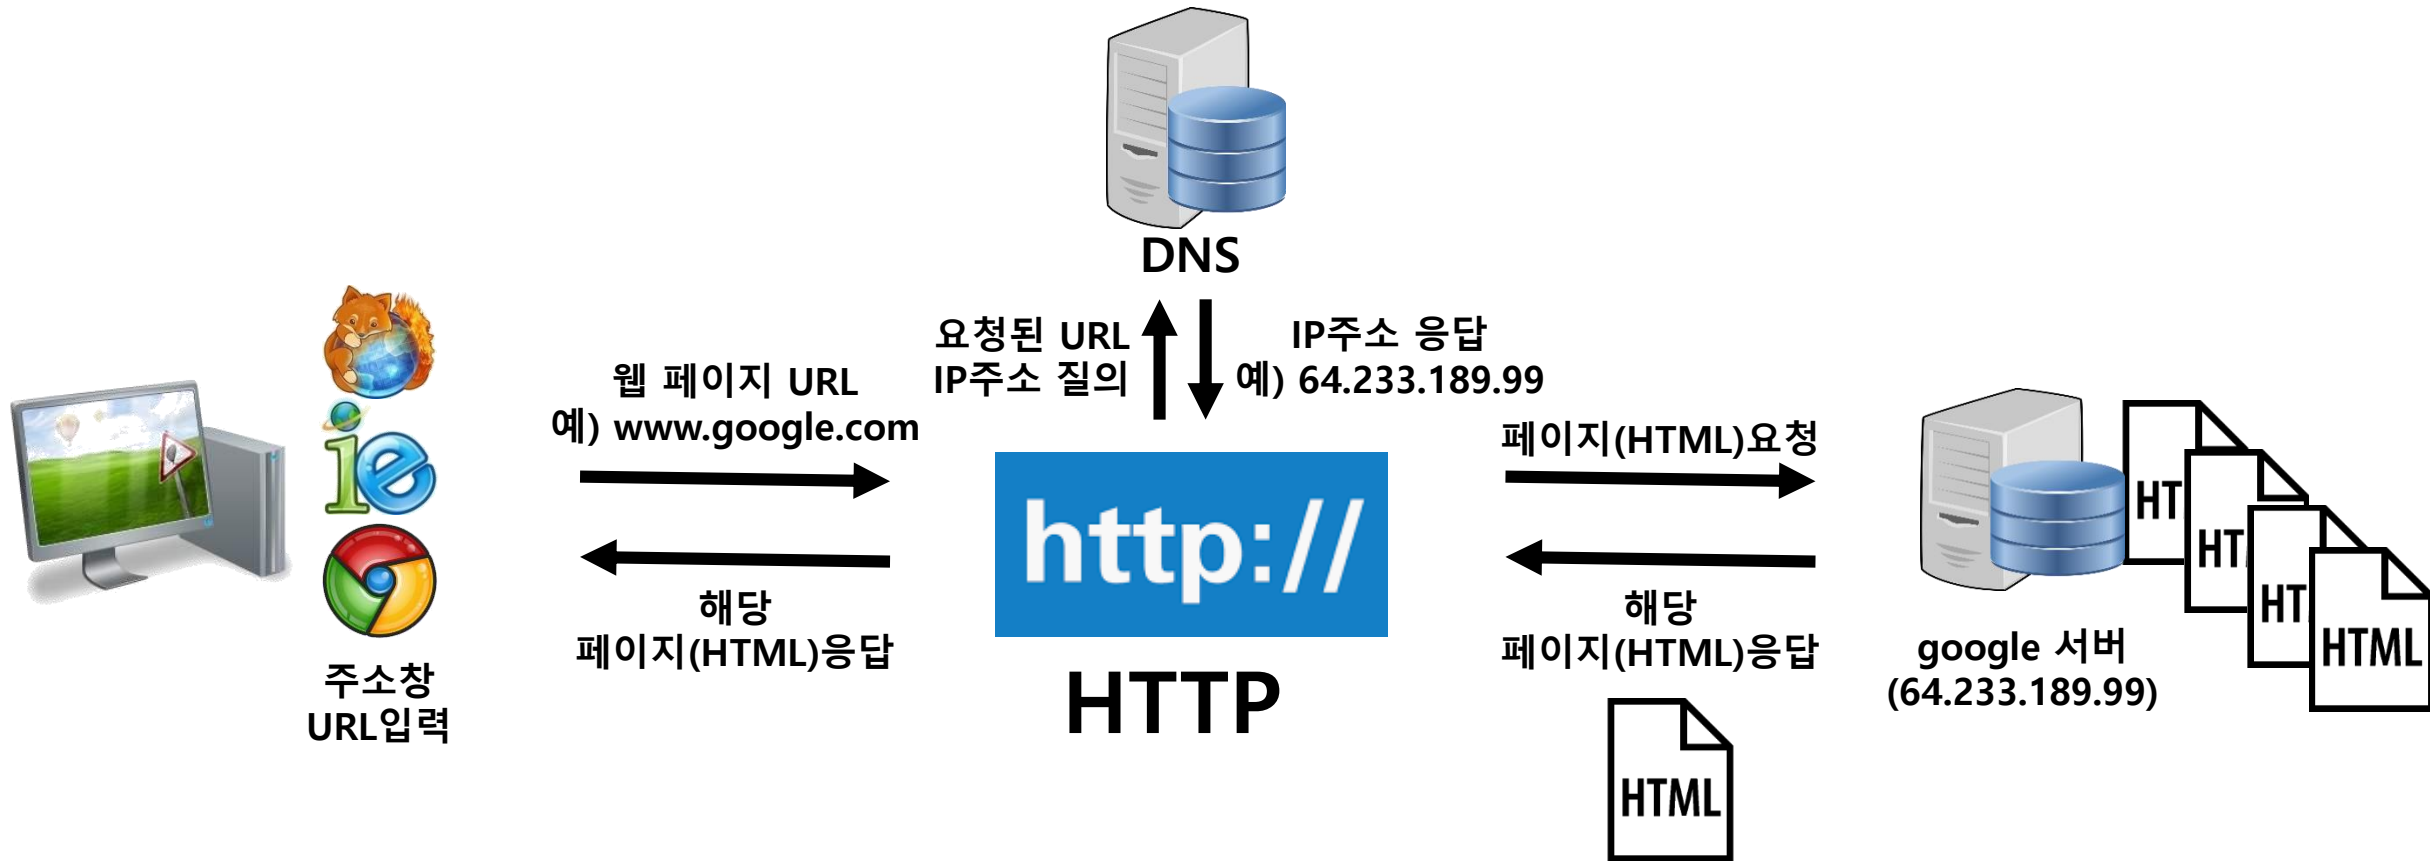 DNS
요청된 URL
IP주소 질의
IP주소 응답
예) 64.233.189.99
웹 페이지 URL
예) www.google.com
ie
주소창
URL입력
해당
페이지(HTML)응답
http://
HTTP
페이지(HTML)요청
해당
페이지(HTML)응답
HTML
google 서버
(64.233.189.99)
HT
HT
HT
HTML